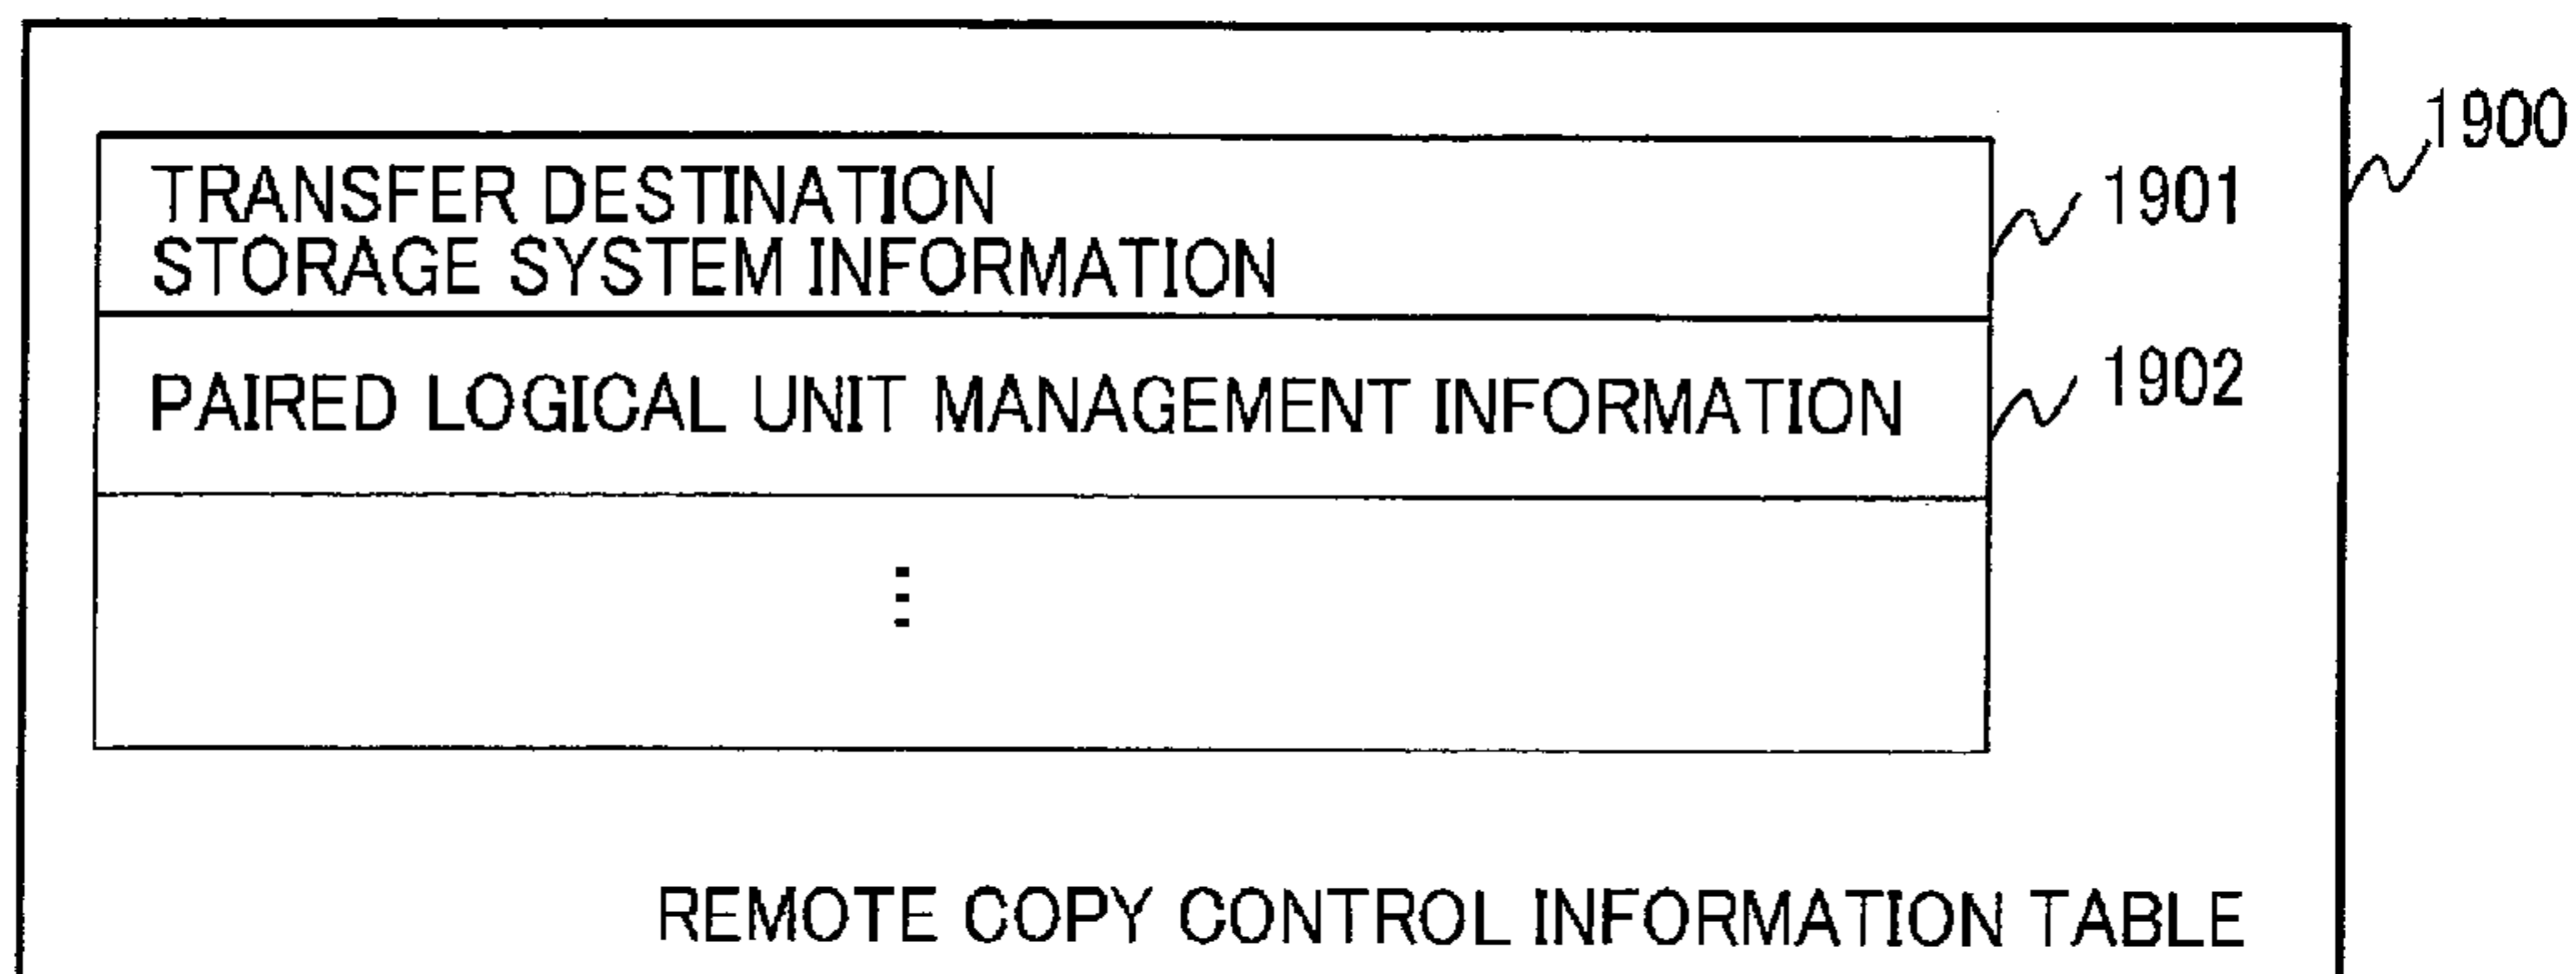 1900
TRANSFER DESTINATION
STORAGE SYSTEM INFORMATION
1901
PAIRED LOGICAL UNIT MANAGEMENT INFORMATION
1902
⋮
REMOTE COPY CONTROL INFORMATION TABLE